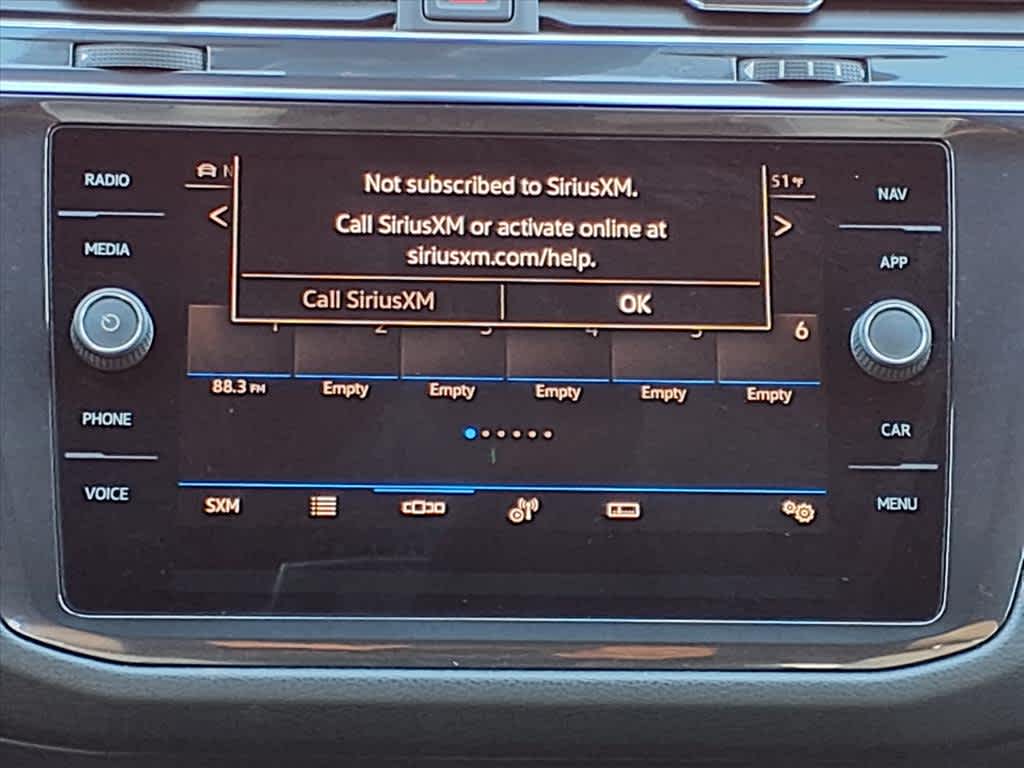 RADIO
MEDIA
PHONE
VOICE
N
51°F
Not subscribed to SiriusXM.
Call SiriusXM or activate online at
siriusxm.com/help.
Call SiriusXM
OK
1 2 3 4 5 6
88.3 FM Empty Empty Empty Empty Empty
SXM
NAV
APP
CAR
MENU